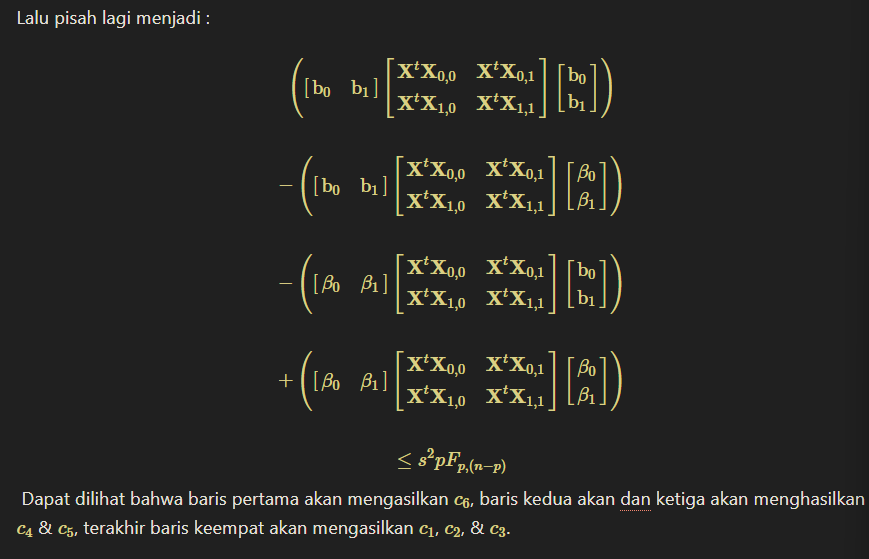 Lalu pisah lagi menjadi :
([b₀ b₁] [XᵗX₀,₀ XᵗX₀,₁; XᵗX₁,₀ XᵗX₁,₁] [b₀; b₁])
− ([b₀ b₁] [XᵗX₀,₀ XᵗX₀,₁; XᵗX₁,₀ XᵗX₁,₁] [β₀; β₁])
− ([β₀ β₁] [XᵗX₀,₀ XᵗX₀,₁; XᵗX₁,₀ XᵗX₁,₁] [b₀; b₁])
+ ([β₀ β₁] [XᵗX₀,₀ XᵗX₀,₁; XᵗX₁,₀ XᵗX₁,₁] [β₀; β₁])
≤ s²pF_{p,(n−p)}
Dapat dilihat bahwa baris pertama akan mengasilkan c₆, baris kedua akan dan ketiga akan menghasilkan
c₄ & c₅, terakhir baris keempat akan mengasilkan c₁, c₂, & c₃.